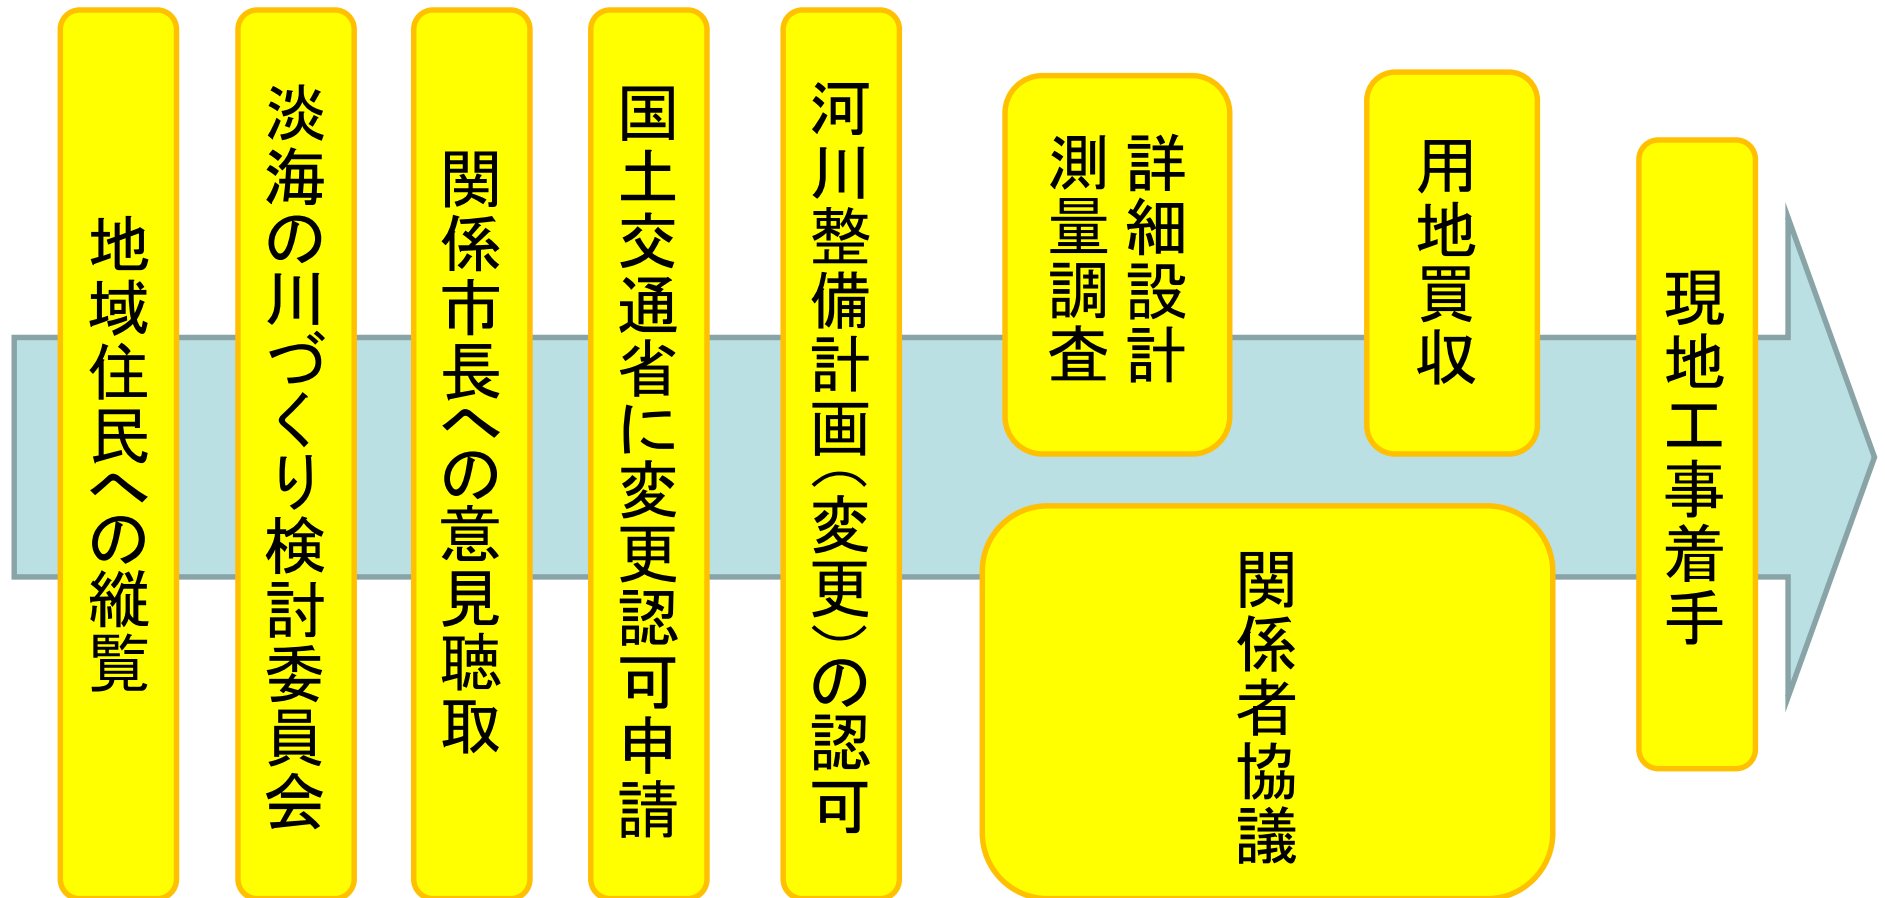 地域住民への縦覧
淡海の川づくり検討委員会
関係市長への意見聴取
国土交通省に変更認可申請
河川整備計画（変更）の認可
詳細設計
測量調査
用地買収
関係者協議
現地工事着手